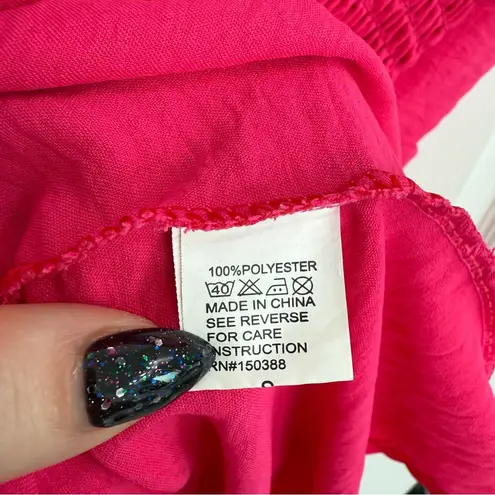 100%POLYESTER
40
MADE IN CHINA
SEE REVERSE
FOR CARE
NSTRUCTION
RN#150388